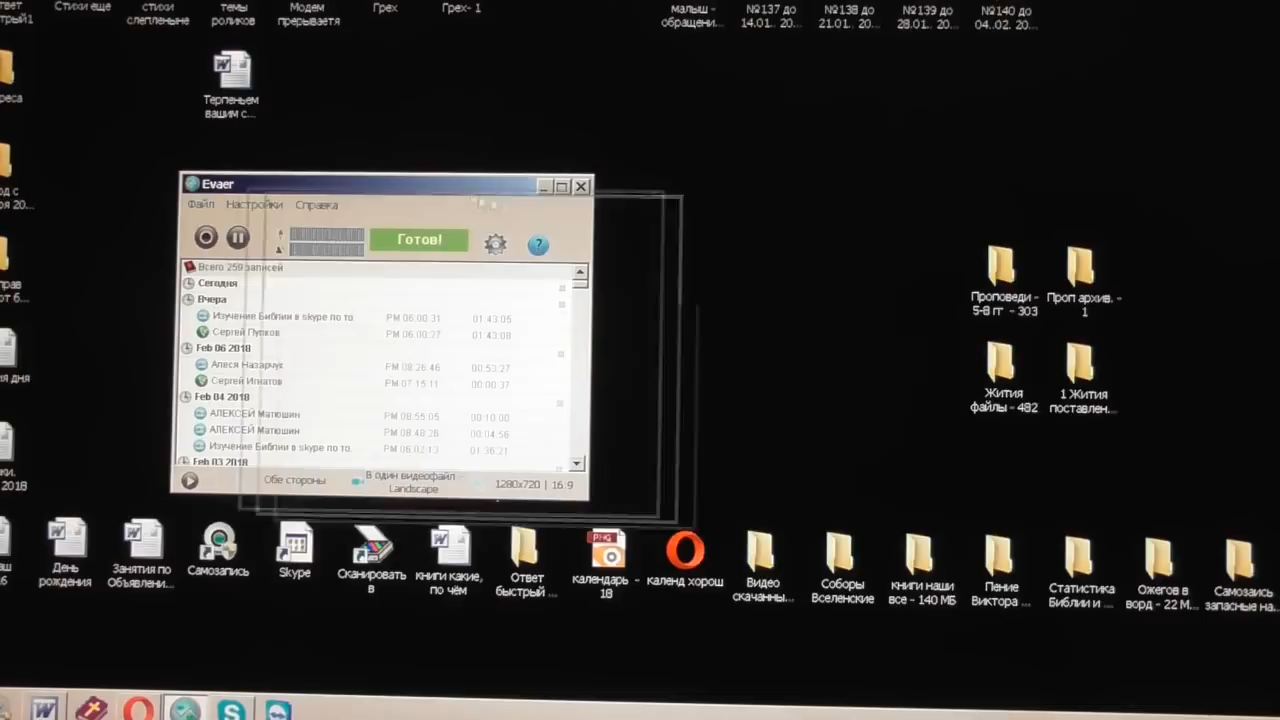 Стихи еще
стихи
слепленые
темы
роликов
Модем
прерывается
Грех
Грех- 1
малыш -
обращени...
№137 до
14.01.. 20...
№138 до
21.01.. 20...
№139 до
28.01.. 20...
№140 до
04..02. 20...
Терпеньем
вашим с...
Evaer
Файл Настройки Справка
Готов!
Всего 259 записей
Сегодня
Вчера
Изучение Библии в skype по то. PM 06:00:31 01:43:05
Сергей Пупков PM 06:00:27 01:43:08
Feb 06 2018
Алеся Назарчук PM 08:26:46 00:53:27
Сергей Игнатов PM 07:15:11 00:00:37
Feb 04 2018
АЛЕКСЕЙ Матюшин PM 08:55:05 00:10:00
АЛЕКСЕЙ Матюшин PM 08:48:26 00:04:56
Изучение Библии в skype по то. PM 06:02:13 01:36:21
Feb 03 2018
Обе стороны
В один видеофайл -
Landscape
1280x720 | 16:9
Проповеди -
5-8 гг - 303
Проп архив. -
1
Жития
файлы - 482
1 Жития
поставлен...
2018
День
рождения
Занятия по
Объявлени...
Самозапись
Skype
Сканировать
в
книги какие,
по чём
Ответ
быстрый ...
PNG
календарь -
18
календ хорош
Видео
скачанны...
Соборы
Вселенские
книги наши
все - 140 МБ
Пение
Виктора ...
Статистика
Библии и ...
Ожегов в
ворд - 22 М...
Самозаись
запасные на...